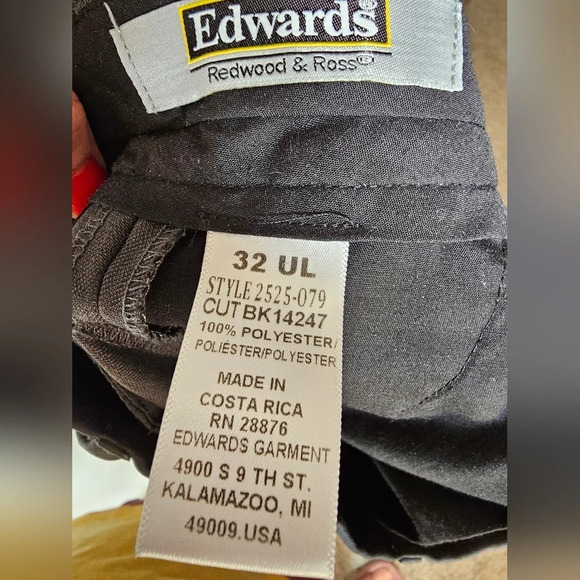 Edwards®
Redwood & Ross®
32 UL
STYLE 2525-079
CUT BK14247
100% POLYESTER/
POLIÉSTER/POLYESTER
MADE IN
COSTA RICA
RN 28876
EDWARDS GARMENT
4900 S 9 TH ST.
KALAMAZOO, MI
49009.USA